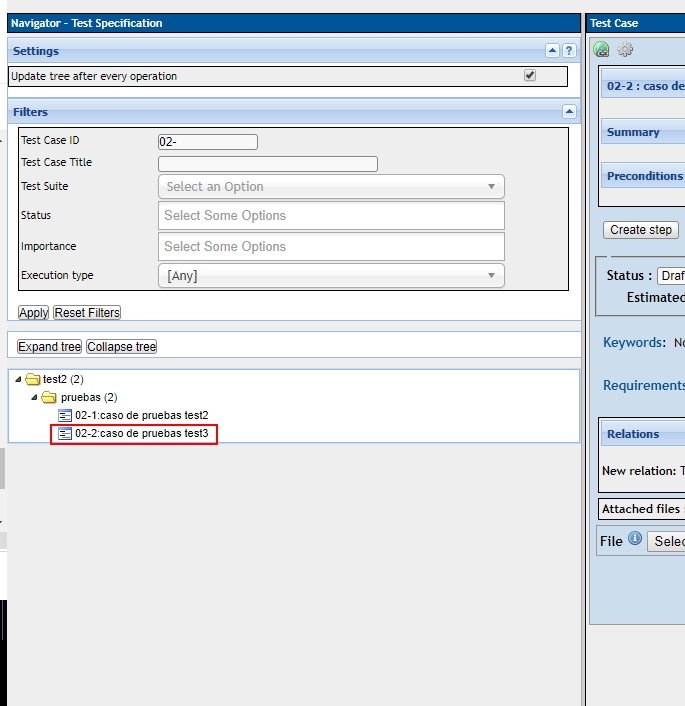 Navigator - Test Specification
Settings
?
Update tree after every operation
Filters
Test Case ID
02-
Test Case Title
Test Suite
Select an Option
Status
Select Some Options
Importance
Select Some Options
Execution type
[Any]
Apply
Reset Filters
Expand tree
Collapse tree
test2 (2)
pruebas (2)
02-1:caso de pruebas test2
02-2:caso de pruebas test3
Test Case
02-2 : caso de
Summary
Preconditions
Create step
Status :
Draf
Estimated
Keywords:
No
Requirements
Relations
New relation: T
Attached files :
File
Selec